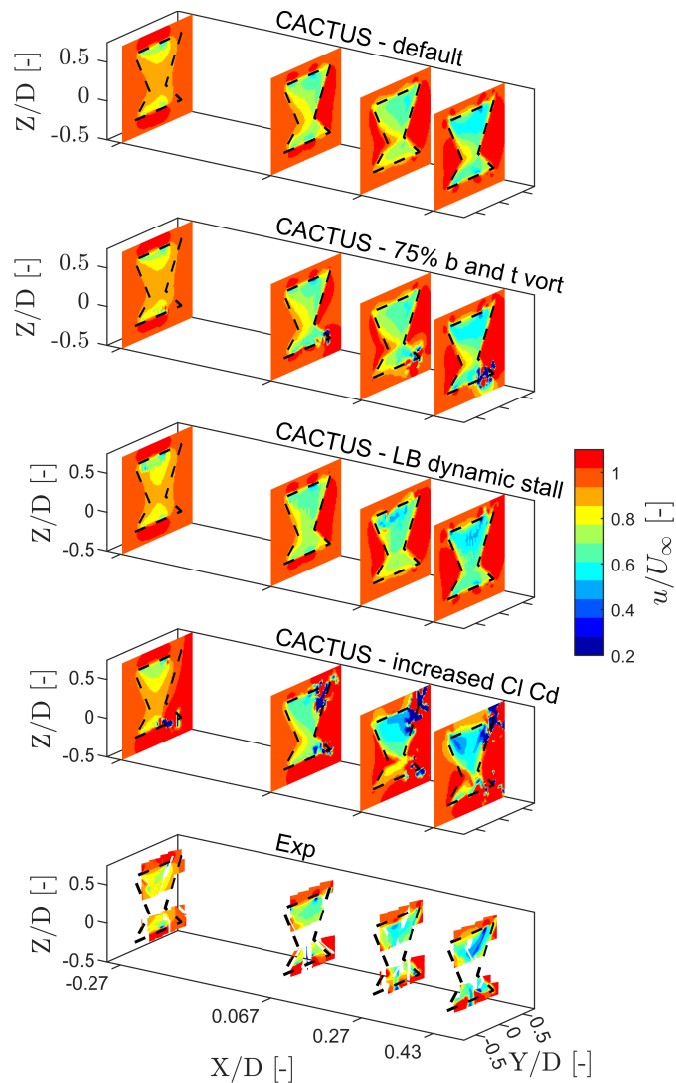 CACTUS - default
Z/D [-]
0.5
0
-0.5
CACTUS - 75% b and t vort
Z/D [-]
0.5
0
-0.5
CACTUS - LB dynamic stall
Z/D [-]
0.5
0
-0.5
1
0.8
0.6
0.4
0.2
u/U∞ [-]
CACTUS - increased Cl Cd
Z/D [-]
0.5
0
-0.5
Exp
Z/D [-]
0.5
0
-0.5
-0.27
0.067
0.27
0.43
X/D [-]
-0.5
0
0.5
Y/D [-]